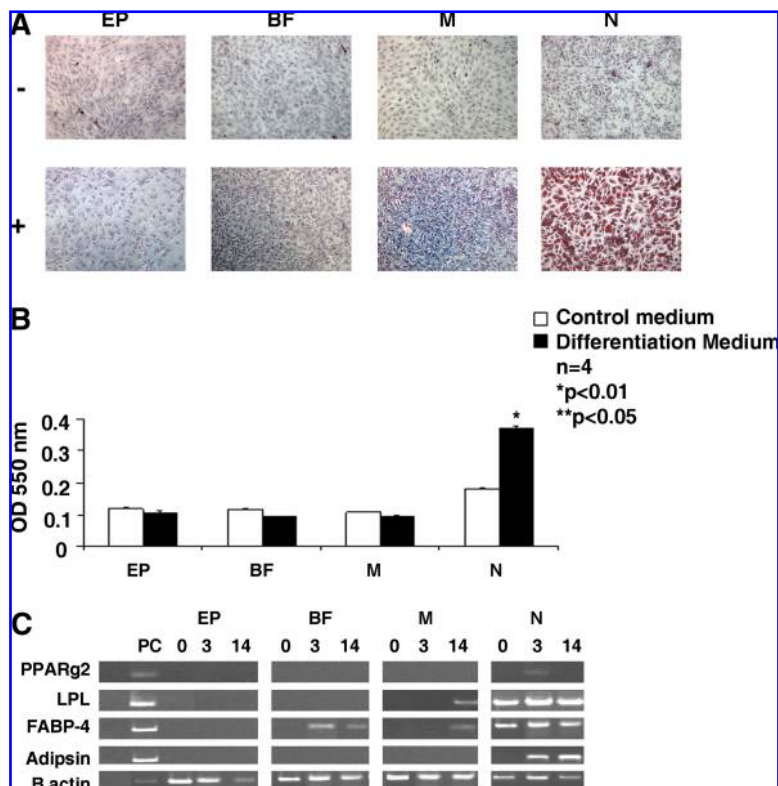 A
EP BF M N
-
+
B
Control medium
Differentiation Medium
n=4
*p<0.01
**p<0.05
OD 550 nm
0.4
0.3
0.2
0.1
0
*
EP BF M N
C
EP BF M N
PC 0 3 14 0 3 14 0 3 14 0 3 14
PPARg2
LPL
FABP-4
Adipsin
B actin